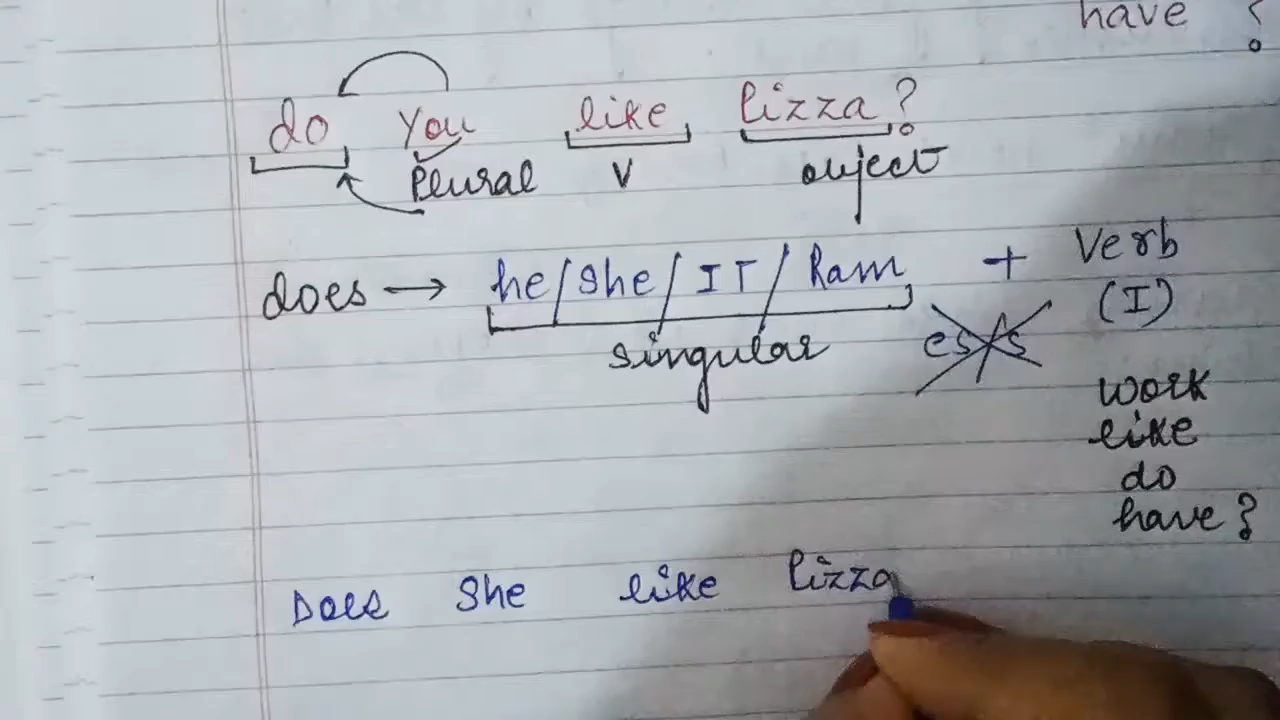 have ?
do you like pizza?
plural v object
does → he/She/IT/Ram + Verb
(I)
singular es/s
work
like
do
have ?
Does She like pizza